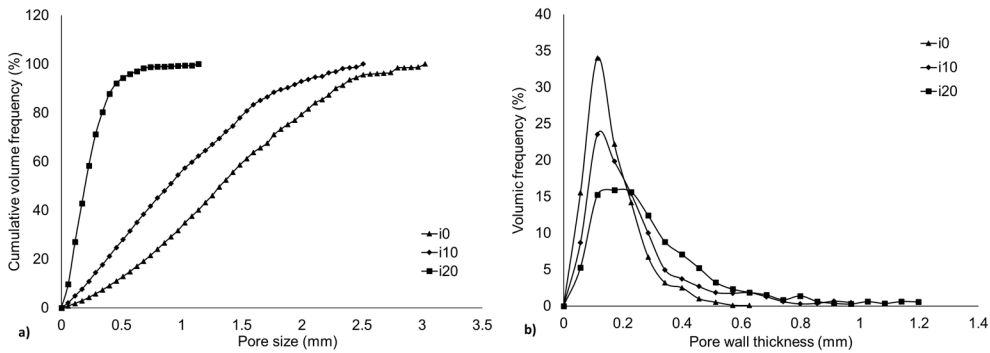 120
100
80
60
40
20
0
Cumulative volume frequency (%)
0 0.5 1 1.5 2 2.5 3 3.5
Pore size (mm)
i0
i10
i20
a)
40
35
30
25
20
15
10
5
0
Volumic frequency (%)
0 0.2 0.4 0.6 0.8 1 1.2 1.4
Pore wall thickness (mm)
i0
i10
i20
b)